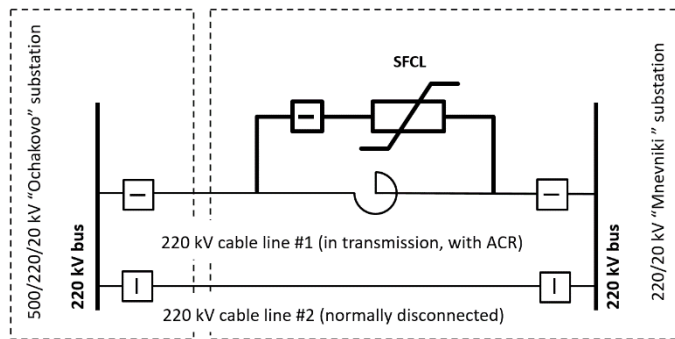 500/220/20 kV “Ochakovo” substation
220 kV bus
SFCL
220 kV cable line #1 (in transmission, with ACR)
220 kV cable line #2 (normally disconnected)
220 kV bus
220/20 kV “Mnevniki ” substation